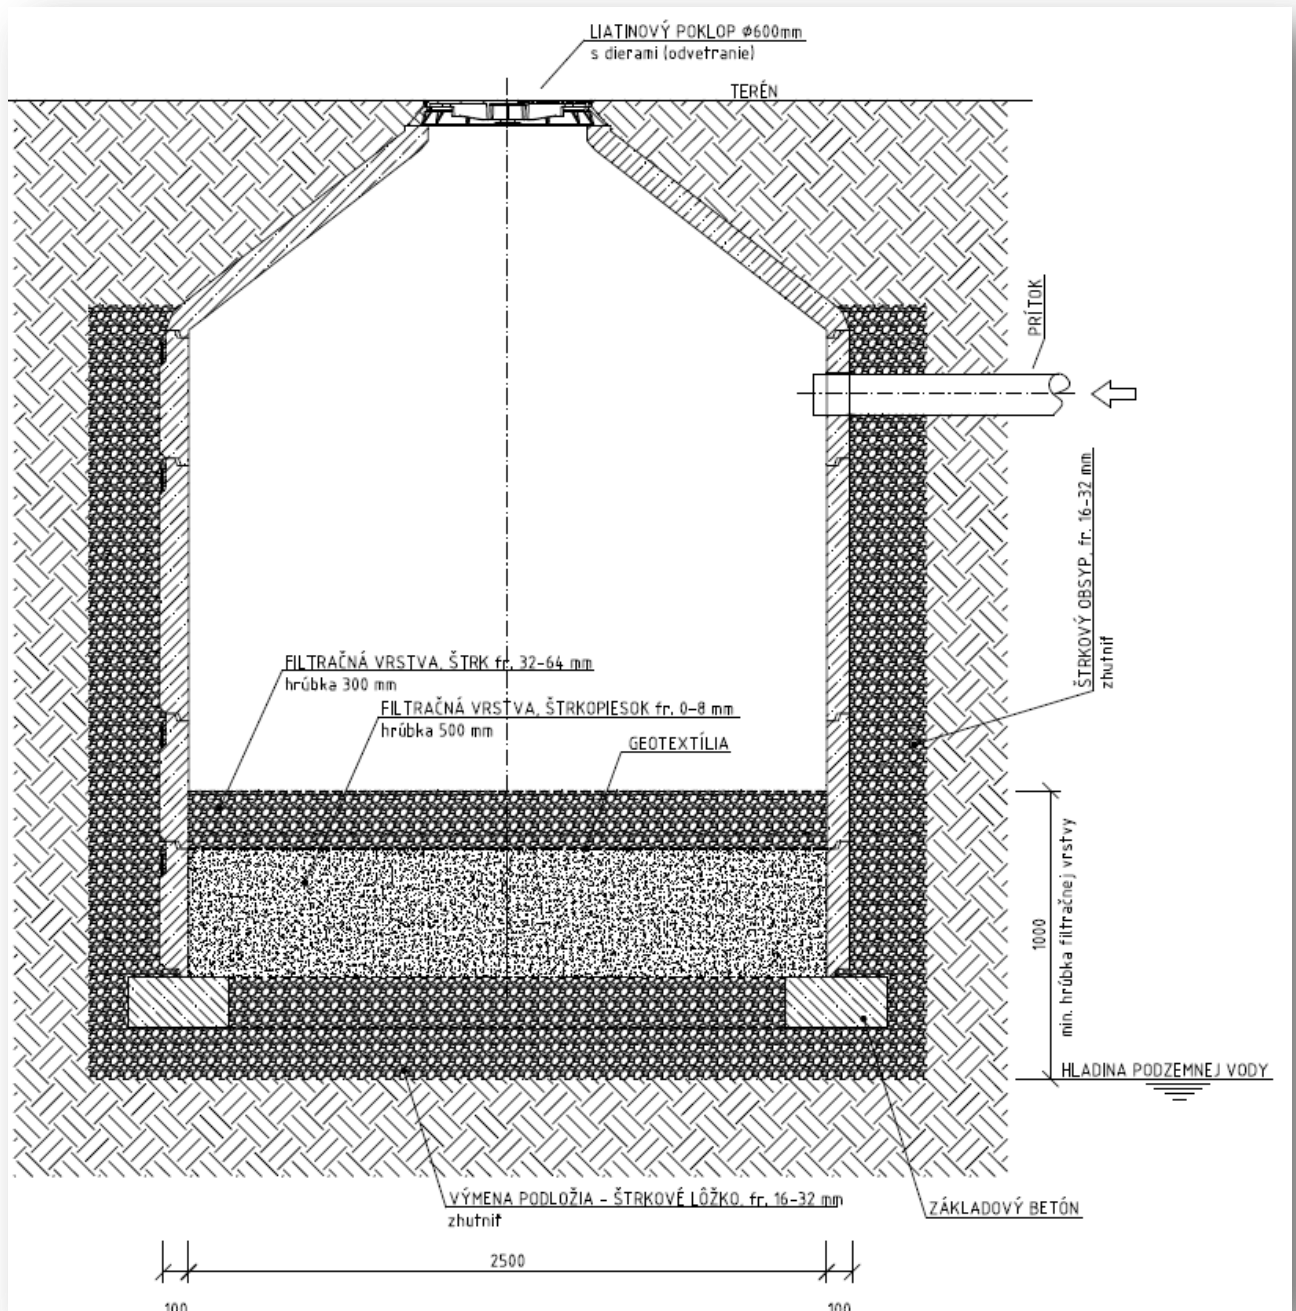 LIATINOVÝ POKLOP ⌀600mm
s dierami (odvetranie)
TERÉN
PRÍTOK
ŠTRKOVÝ OBSYP, fr. 16-32 mm
zhutniť
FILTRAČNÁ VRSTVA, ŠTRK fr. 32-64 mm
hrúbka 300 mm
FILTRAČNÁ VRSTVA, ŠTRKOPIESOK fr. 0-8 mm
hrúbka 500 mm
GEOTEXTÍLIA
1000
min. hrúbka filtračnej vrstvy
HLADINA PODZEMNEJ VODY
VÝMENA PODLOŽIA - ŠTRKOVÉ LÔŽKO, fr. 16-32 mm
zhutniť
ZÁKLADOVÝ BETÓN
2500
100
100